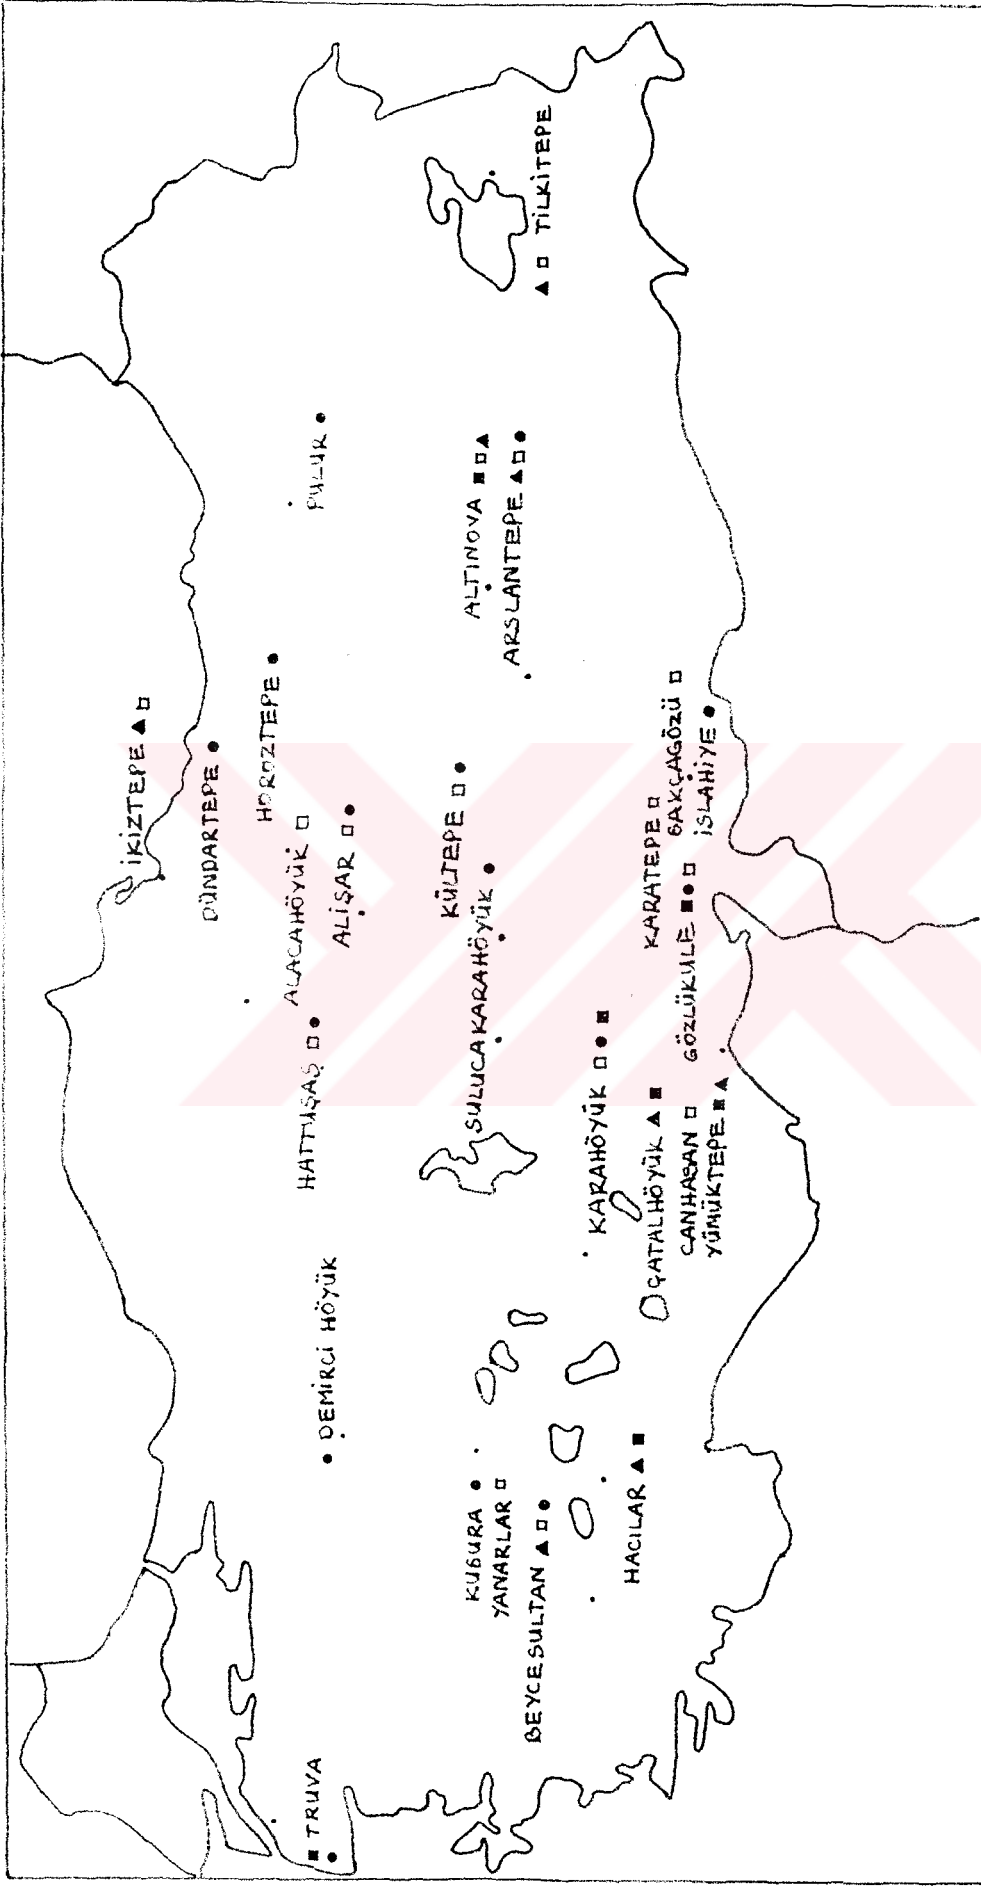 İKİZTEPE
DÜNDARTEPE
HOROZTEPE
ALACAHÖYÜK
ALİŞAR
HATTUŞAŞ
DEMİRCİ HÖYÜK
TRUVA
PULUR
KÜLTEPE
SULUCAKARAHÖYÜK
ALTINOVA
ARSLANTEPE
TİLKİTEPE
KUSURA
YANARLAR
BEYCESULTAN
HACILAR
KARAHÖYÜK
ÇATALHÖYÜK
CANHASAN
YÜMÜKTEPE
GÖZLÜKULE
KARATEPE
SAKÇAGÖZÜ
İSLAHİYE